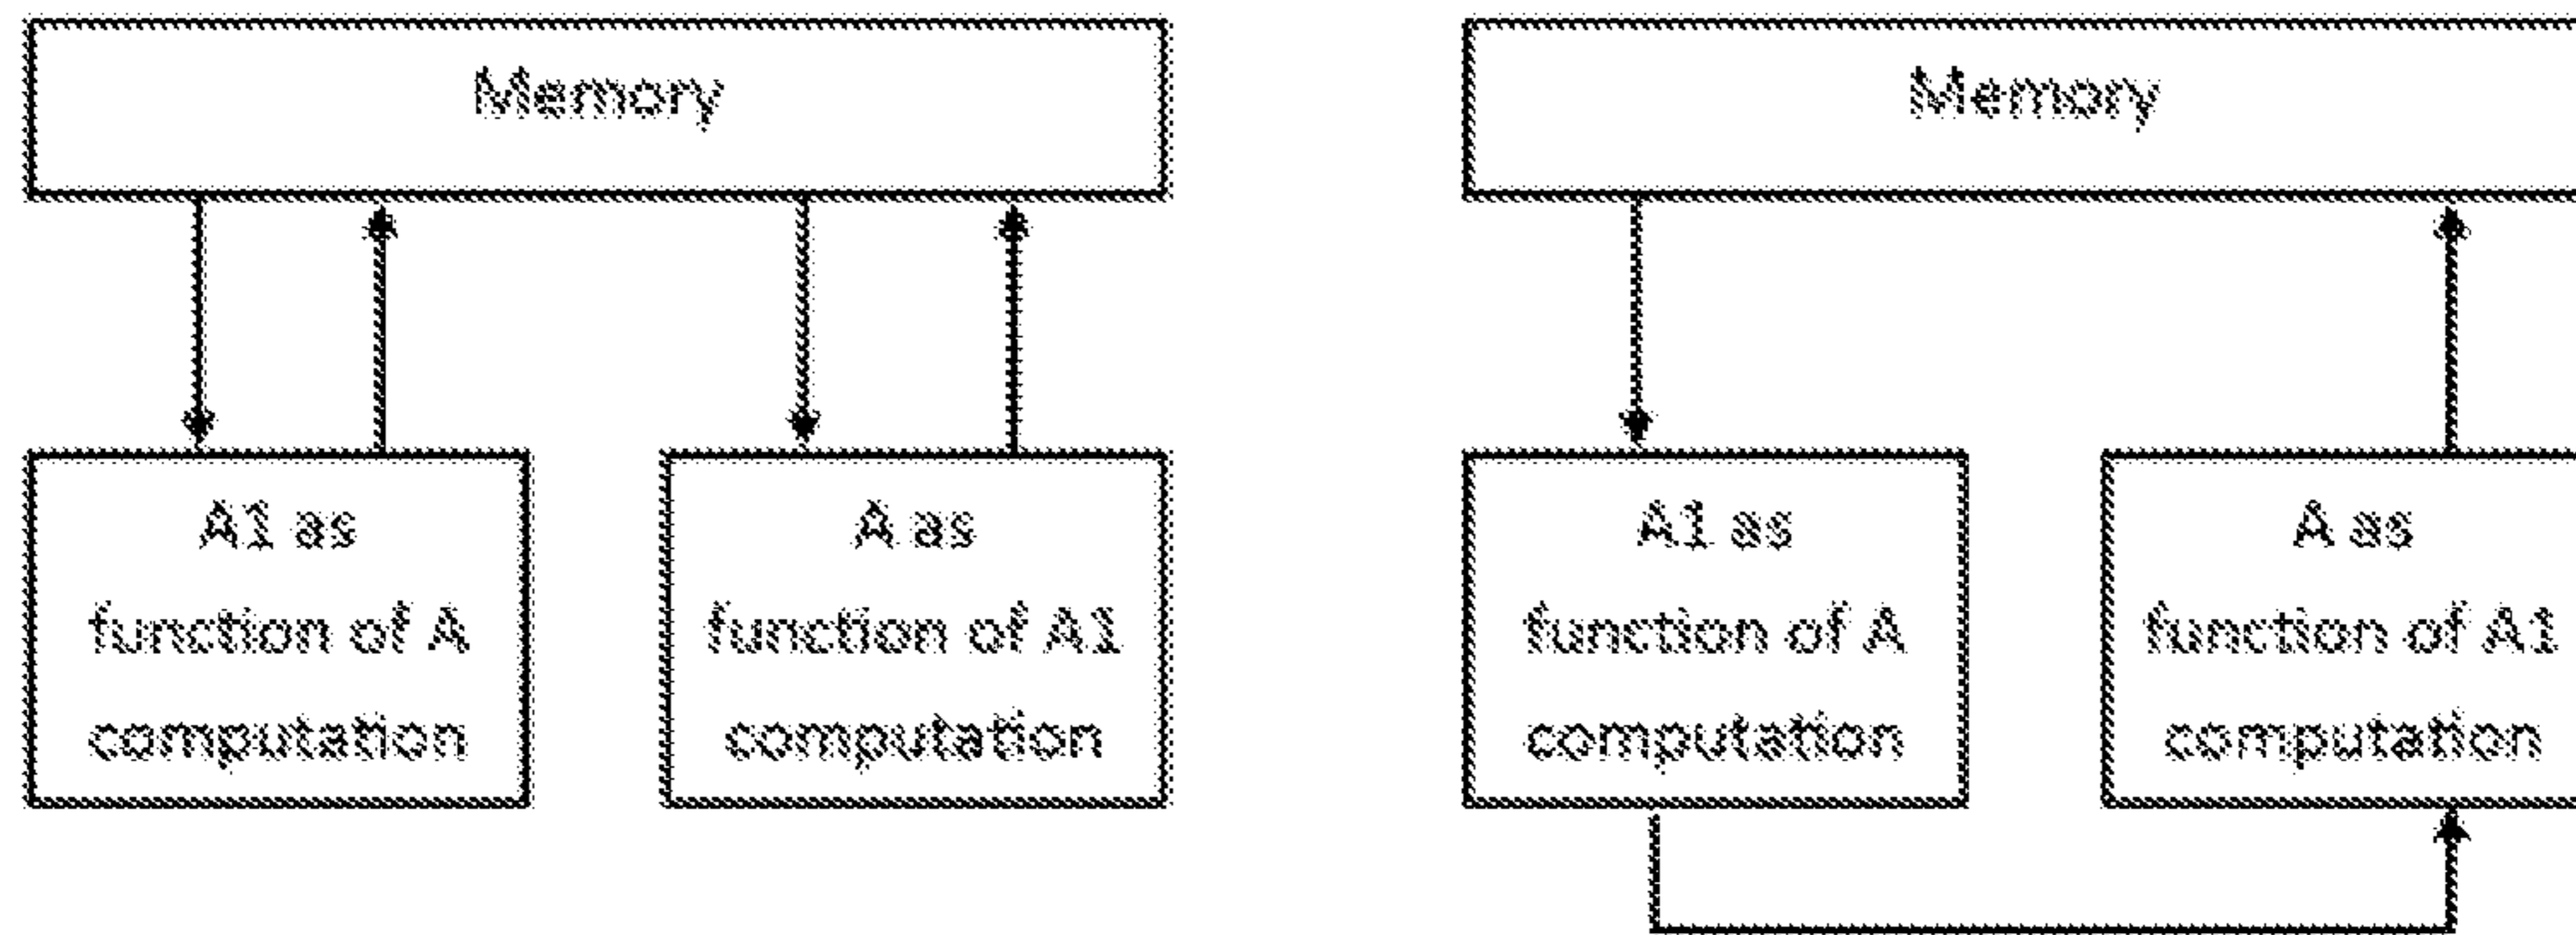 Memory
A1 as
function of A
computation
A as
function of A1
computation
Memory
A1 as
function of A
computation
A as
function of A1
computation